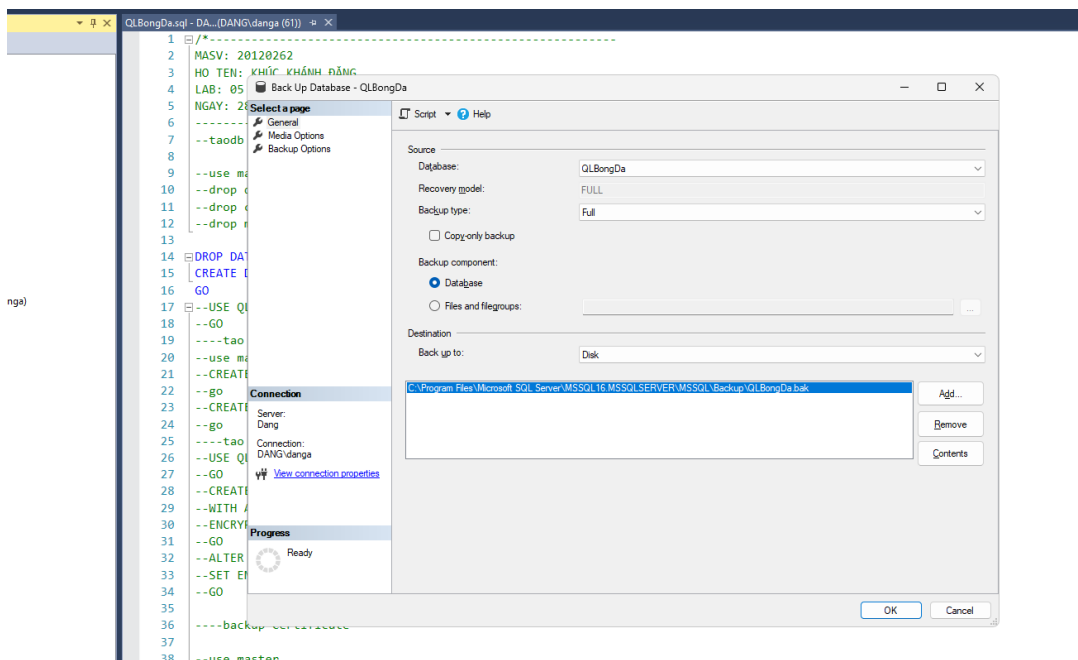 QLBongDa.sql - DA...(DANG\danga (61))
1 /*-----------------------------------------------------------
2 MASV: 20120262
3 HO TEN: KHÚC KHÁNH ĐĂNG
4 LAB: 05
5 NGAY: 28
6 --------
7 --taodb
8
9 --use ma
10 --drop
11 --drop
12 --drop
13
14 DROP DAT
15 CREATE
16 GO
17 --USE QL
18 --GO
19 ----tao
20 --use ma
21 --CREATE
22 --go
23 --CREATE
24 --go
25 ----tao
26 --USE QL
27 --GO
28 --CREATE
29 --WITH A
30 --ENCRYP
31 --GO
32 --ALTER
33 --SET EN
34 --GO
35
36 ----backup certificate
37
38 --use master
nga)
Back Up Database - QLBongDa
Select a page
General
Media Options
Backup Options
Script Help
Source
Database: QLBongDa
Recovery model: FULL
Backup type: Full
Copy-only backup
Backup component:
Database
Files and filegroups: ...
Destination
Back up to: Disk
C:\Program Files\Microsoft SQL Server\MSSQL16.MSSQLSERVER\MSSQL\Backup\QLBongDa.bak
Add...
Remove
Contents
Connection
Server:
Dang
Connection:
DANG\danga
View connection properties
Progress
Ready
OK Cancel